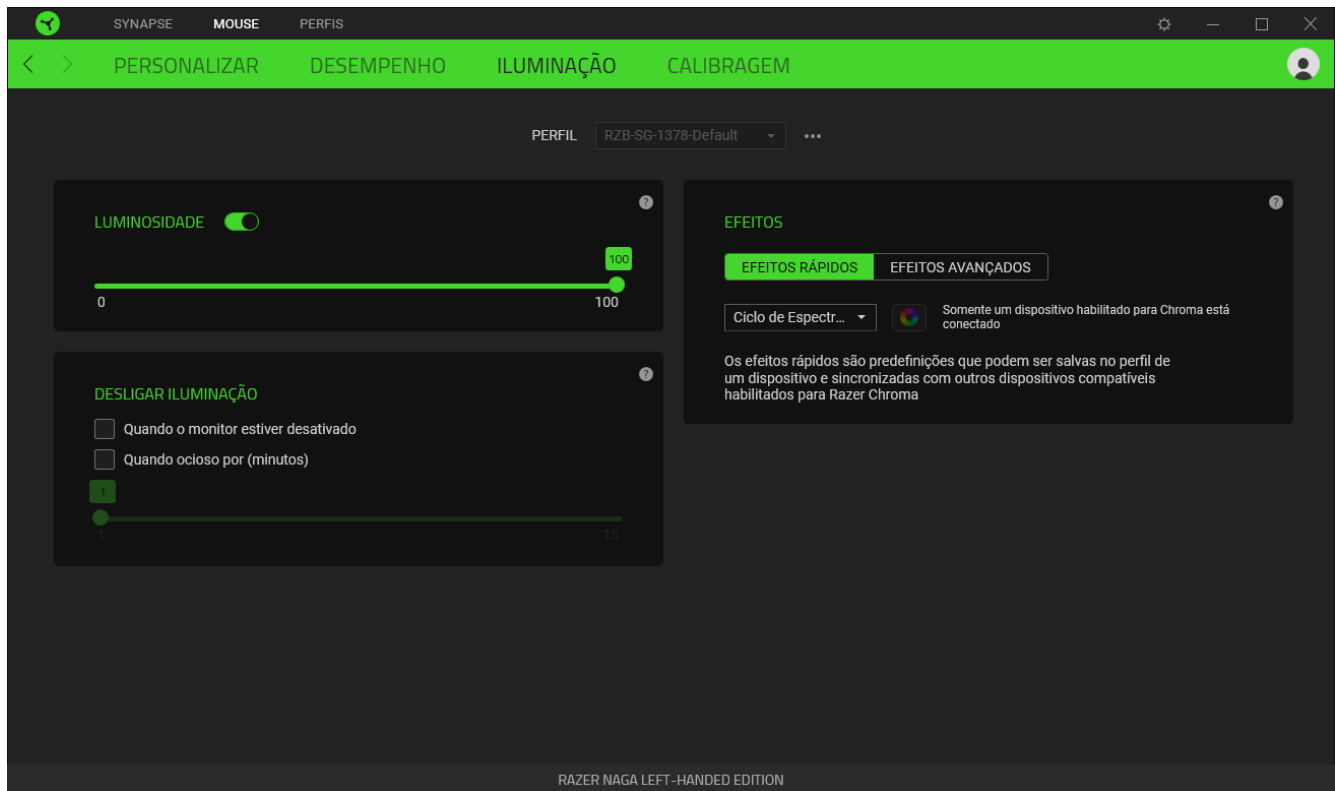 SYNAPSE MOUSE PERFIS
PERSONALIZAR DESEMPENHO ILUMINAÇÃO CALIBRAGEM
PERFIL RZB-SG-1378-Default
LUMINOSIDADE
100
0 100
DESLIGAR ILUMINAÇÃO
Quando o monitor estiver desativado
Quando ocioso por (minutos)
1
1 15
EFEITOS
EFEITOS RÁPIDOS EFEITOS AVANÇADOS
Ciclo de Espectr...
Somente um dispositivo habilitado para Chroma está
conectado
Os efeitos rápidos são predefinições que podem ser salvas no perfil de
um dispositivo e sincronizadas com outros dispositivos compatíveis
habilitados para Razer Chroma
RAZER NAGA LEFT-HANDED EDITION